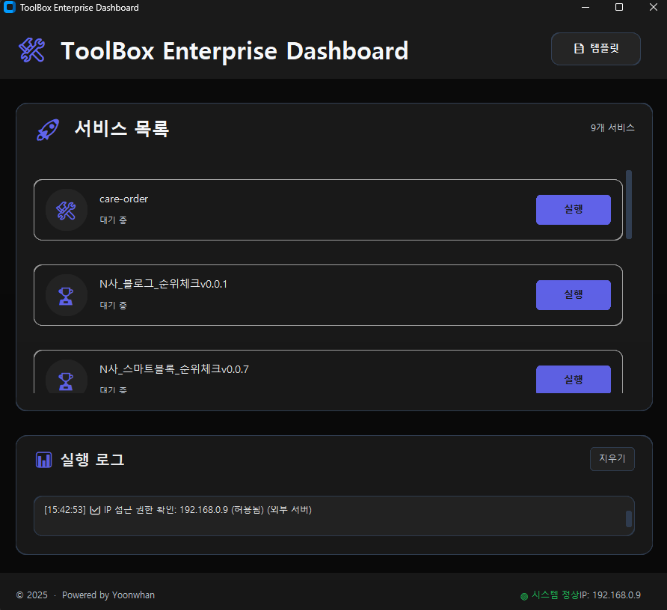 ToolBox Enterprise Dashboard
ToolBox Enterprise Dashboard
템플릿
서비스 목록
9개 서비스
care-order
대기 중
실행
N사_블로그_순위체크v0.0.1
대기 중
실행
N사_스마트블록_순위체크v0.0.7
대기 중
실행
실행 로그
지우기
[15:42:53] ☑ IP 접근 권한 확인: 192.168.0.9 (허용됨) (외부 서버)
© 2025 · Powered by Yoonwhan
시스템 정상IP: 192.168.0.9